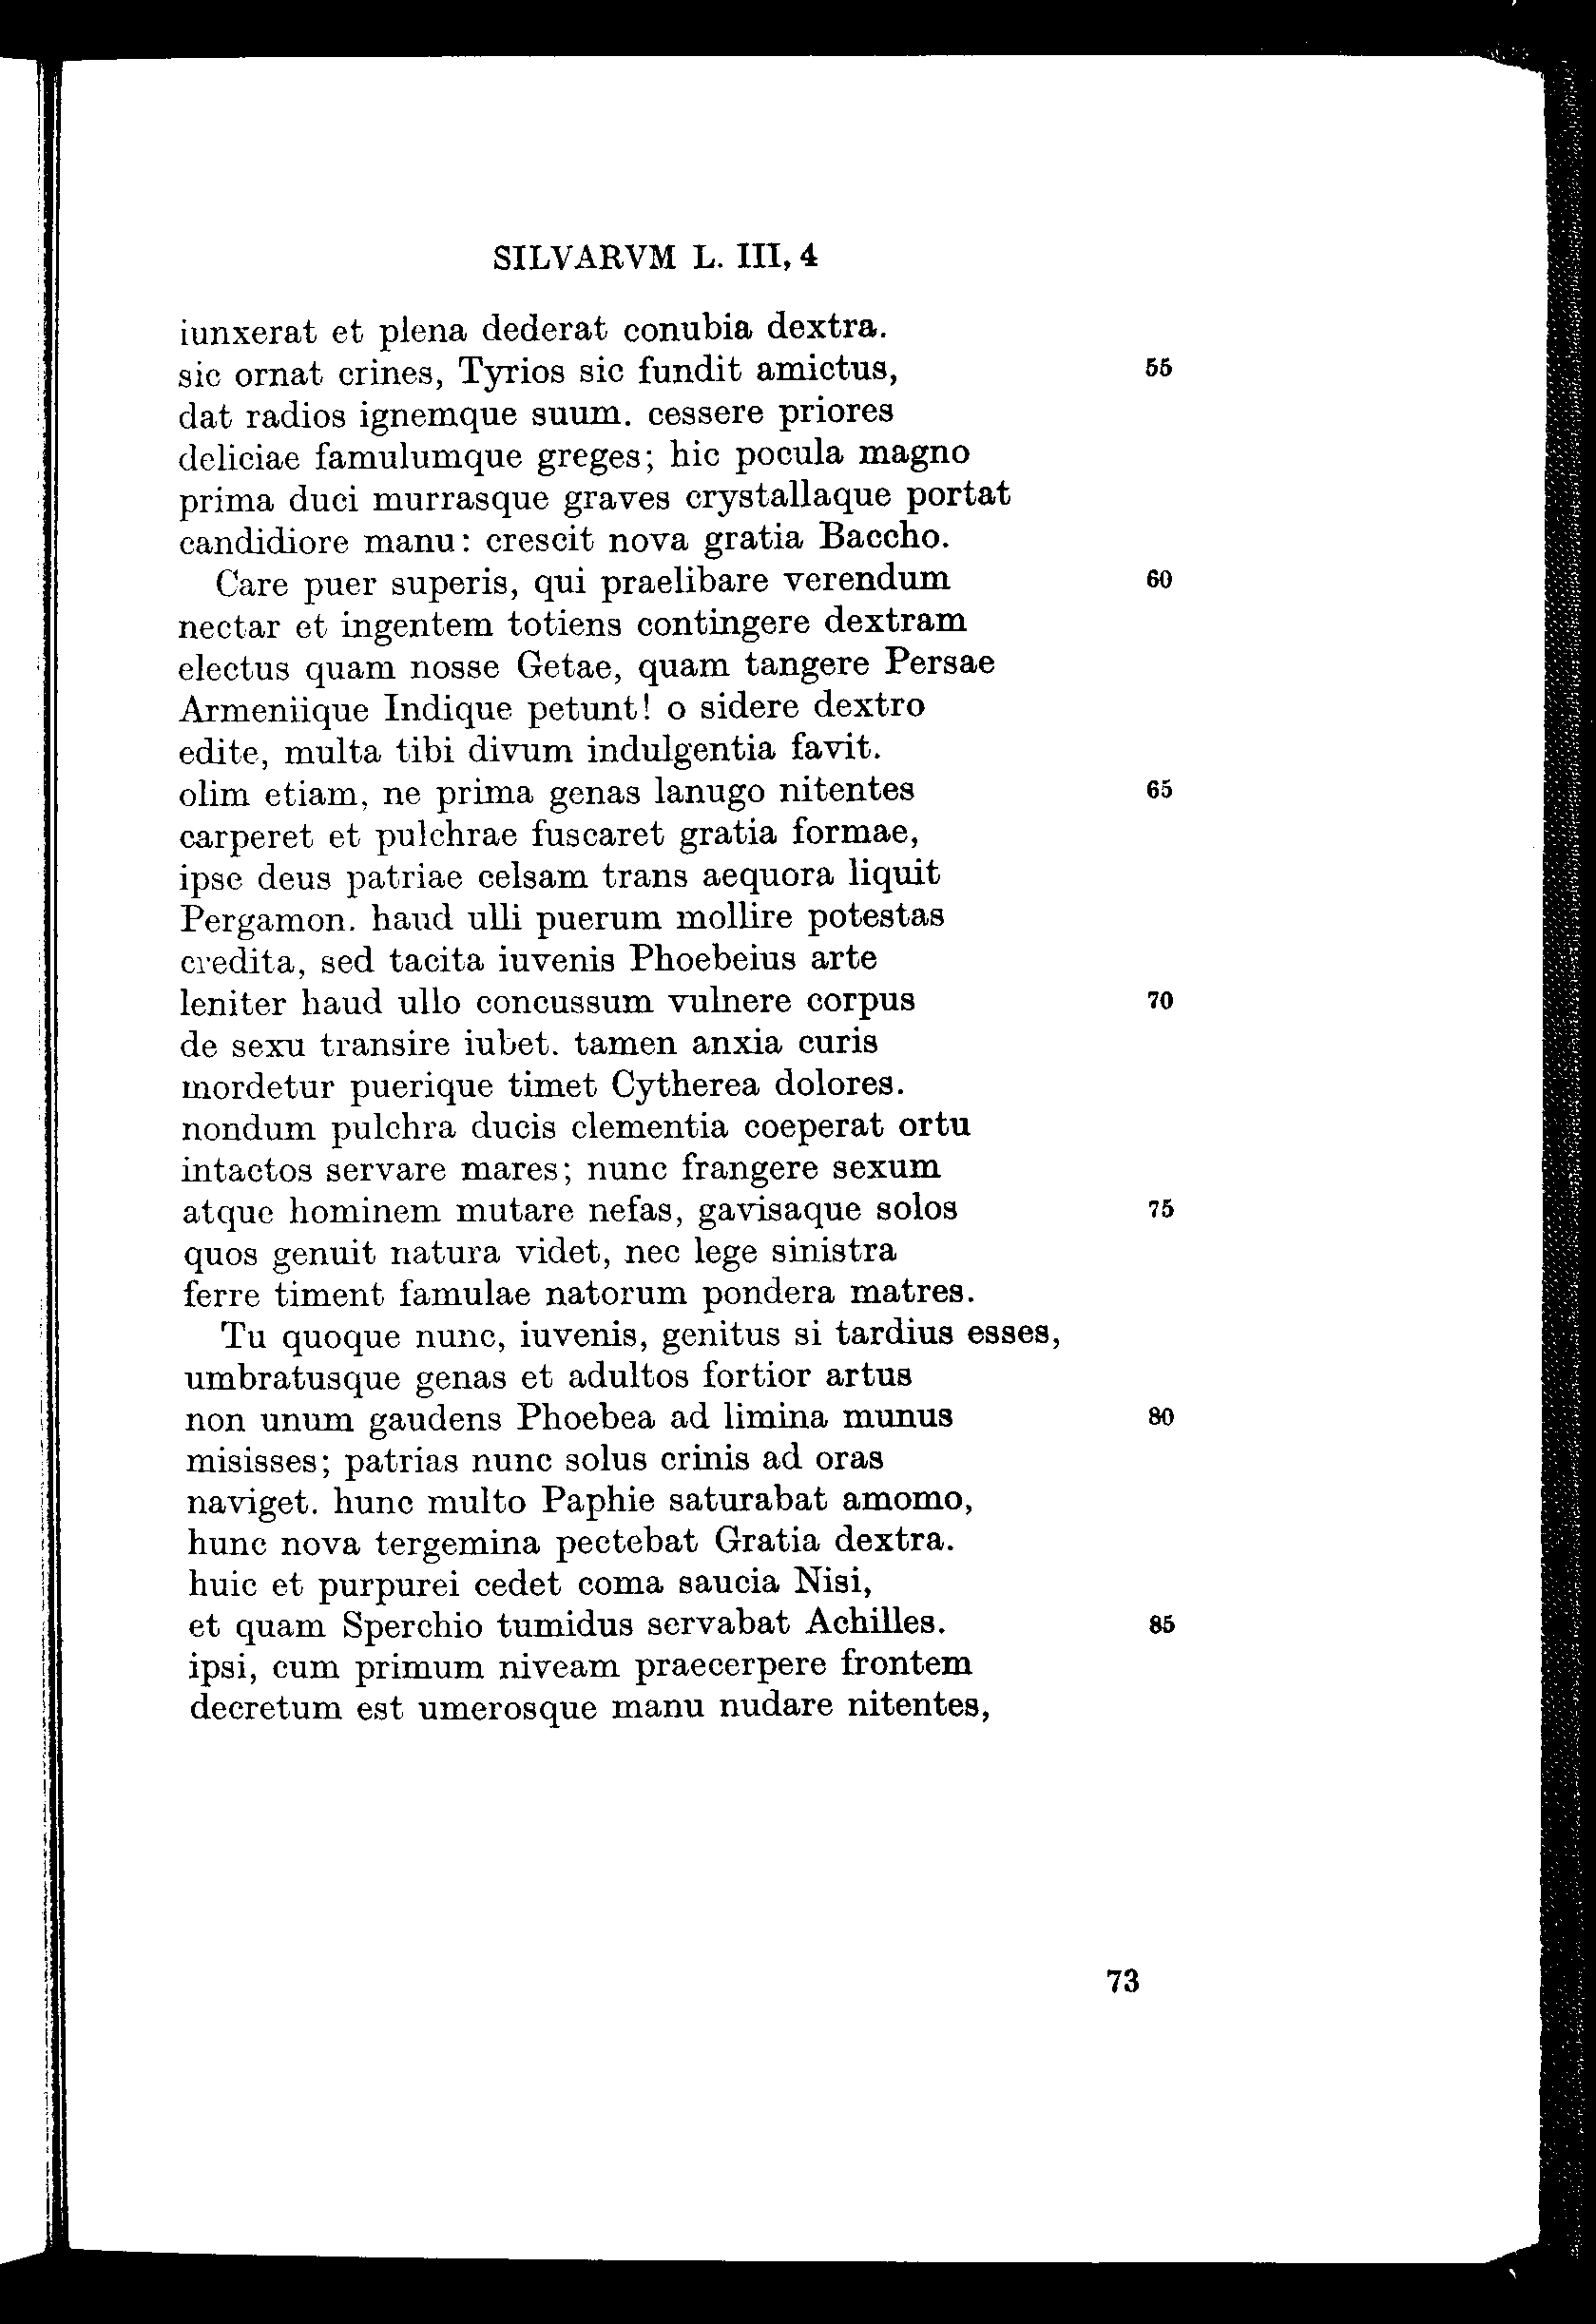 SILVARVM L. III, 4
iunxerat et plena dederat conubia dextra.
sic ornat crines, Tyrios sic fundit amictus, 55
dat radios ignemque suum. cessere priores
deliciae famulumque greges; hic pocula magno
prima duci murrasque graves crystallaque portat
candidiore manu: crescit nova gratia Baccho.
Care puer superis, qui praelibare verendum 60
nectar et ingentem totiens contingere dextram
electus quam nosse Getae, quam tangere Persae
Armeniique Indique petunt! o sidere dextro
edite, multa tibi divum indulgentia favit.
olim etiam, ne prima genas lanugo nitentes 65
carperet et pulchrae fuscaret gratia formae,
ipse deus patriae celsam trans aequora liquit
Pergamon. haud ulli puerum mollire potestas
credita, sed tacita iuvenis Phoebeius arte
leniter haud ullo concussum vulnere corpus 70
de sexu transire iubet. tamen anxia curis
mordetur puerique timet Cytherea dolores.
nondum pulchra ducis clementia coeperat ortu
intactos servare mares; nunc frangere sexum
atque hominem mutare nefas, gavisaque solos 75
quos genuit natura videt, nec lege sinistra
ferre timent famulae natorum pondera matres.
Tu quoque nunc, iuvenis, genitus si tardius esses,
umbratusque genas et adultos fortior artus
non unum gaudens Phoebea ad limina munus 80
misisses; patrias nunc solus crinis ad oras
naviget. hunc multo Paphie saturabat amomo,
hunc nova tergemina pectebat Gratia dextra.
huic et purpurei cedet coma saucia Nisi,
et quam Sperchio tumidus servabat Achilles. 85
ipsi, cum primum niveam praecerpere frontem
decretum est umerosque manu nudare nitentes,
73